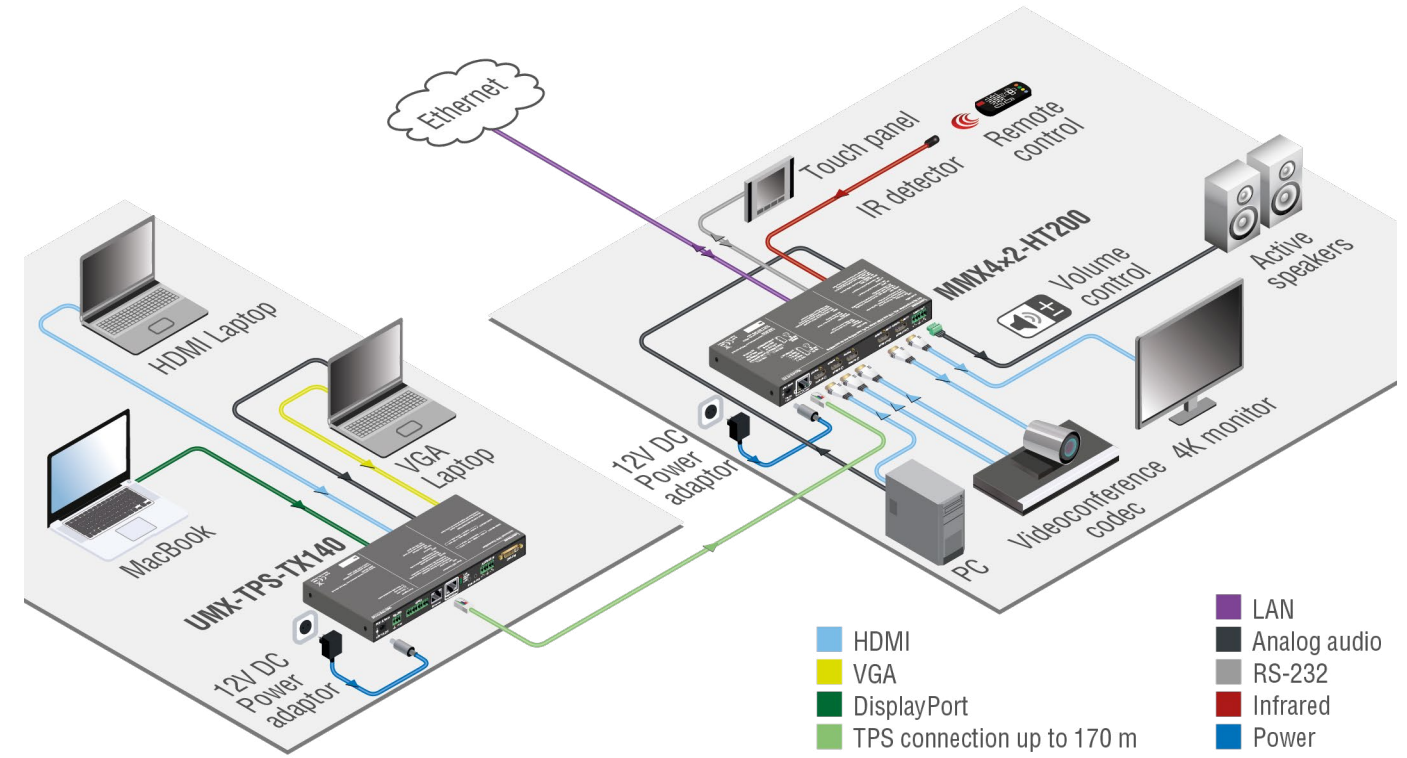 Ethernet
Remote
control
Touch panel
IR detector
MMX4×2-HT200
Active
speakers
Volume
control
HDMI Laptop
VGA
Laptop
MacBook
UMX-TPS-TX140
12V DC
Power
adaptor
12V DC
Power
adaptor
4K monitor
Videoconference
codec
PC
HDMI
VGA
DisplayPort
TPS connection up to 170 m
LAN
Analog audio
RS-232
Infrared
Power